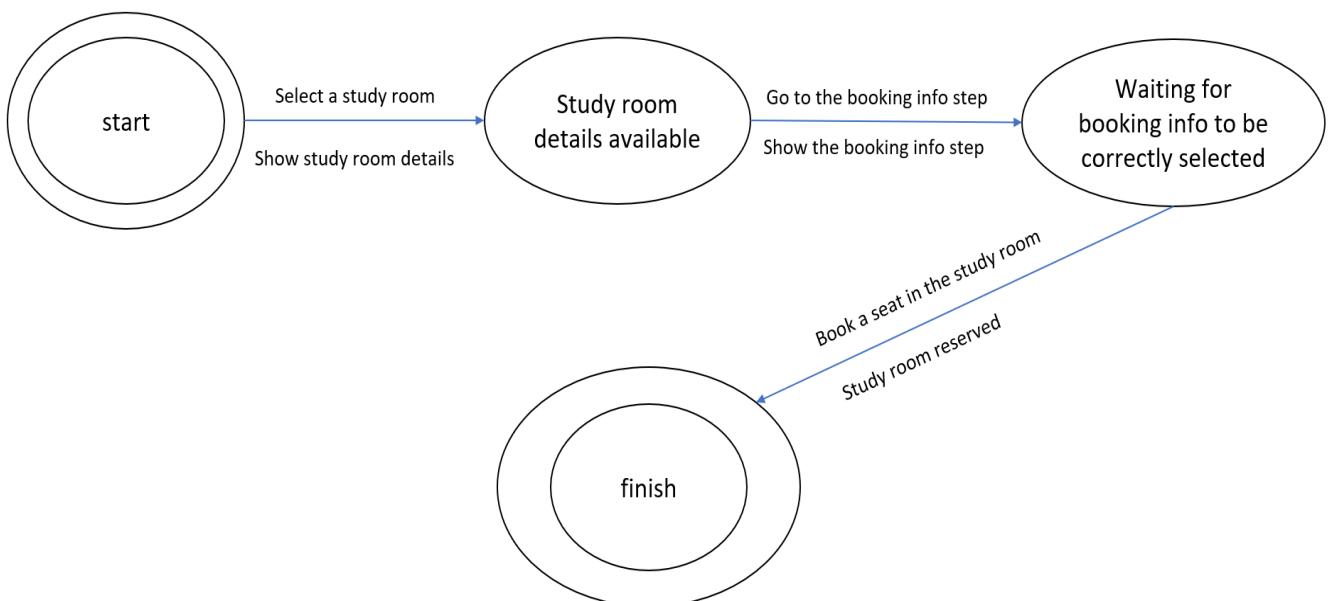 start
Select a study room
Show study room details
Study room
details available
Go to the booking info step
Show the booking info step
Waiting for
booking info to be
correctly selected
Book a seat in the study room
Study room reserved
finish